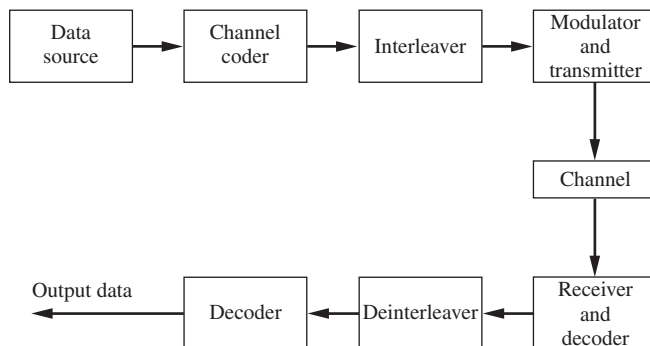 Data
source
Channel
coder
Interleaver
Modulator
and
transmitter
Channel
Receiver
and
decoder
Deinterleaver
Decoder
Output data